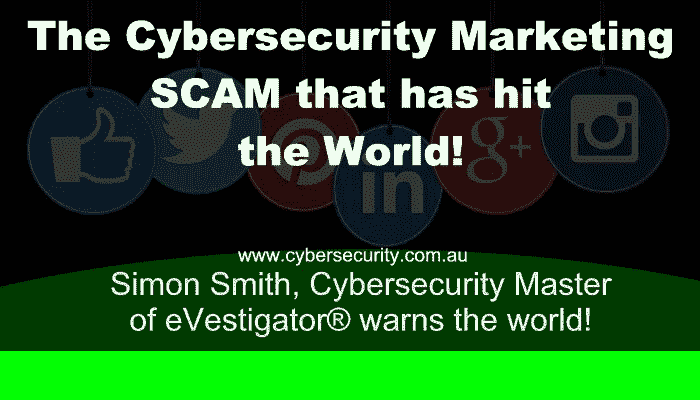 The Cybersecurity Marketing
SCAM that has hit
the World!
in
g+
www.cybersecurity.com.au
Simon Smith, Cybersecurity Master
of eVestigator® warns the world!